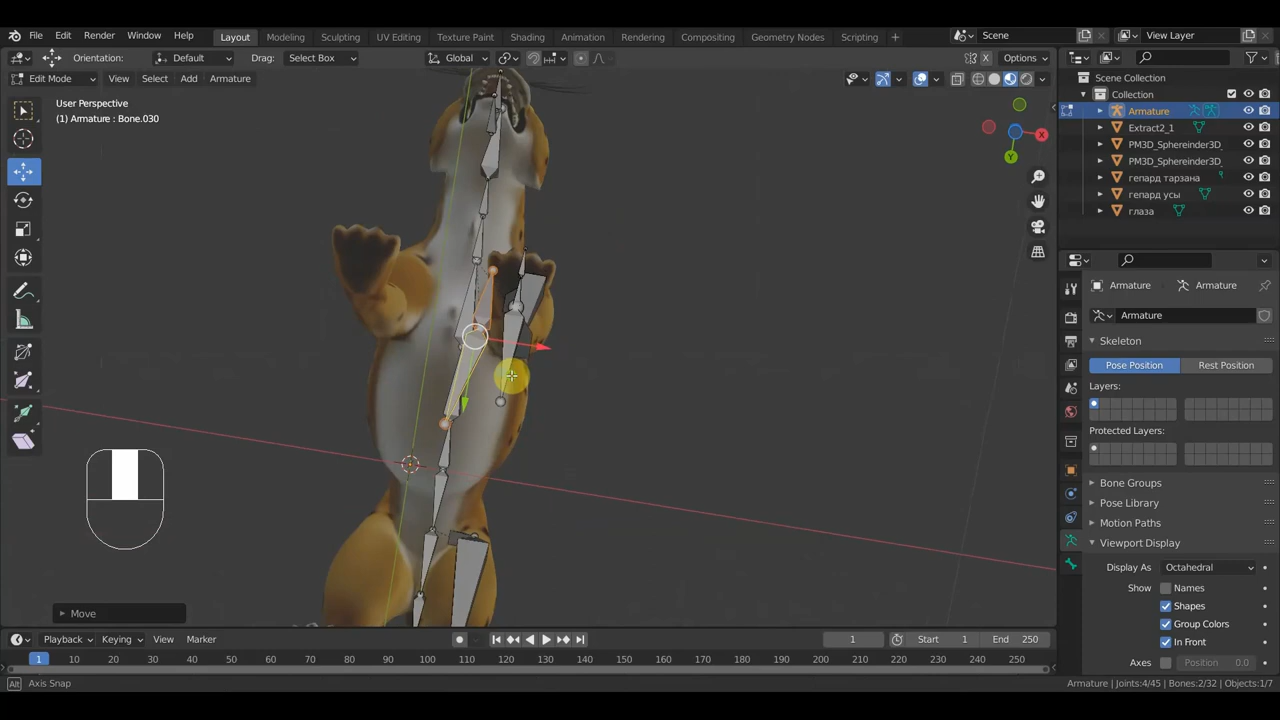 File Edit Render Window Help Layout Modeling Sculpting UV Editing Texture Paint Shading Animation Rendering Compositing Geometry Nodes Scripting + Scene View Layer
Orientation: Default Drag: Select Box Global X Options
Edit Mode View Select Add Armature
User Perspective
(1) Armature : Bone.030
X
Y
Move
Scene Collection
Collection
Armature
Extract2_1
PM3D_Sphereinder3D_
PM3D_Sphereinder3D_
гепард тарзана
гепард усы
глаза
Armature Armature
Armature
Skeleton
Pose Position Rest Position
Layers:
Protected Layers:
Bone Groups
Pose Library
Motion Paths
Viewport Display
Display As Octahedral
Show Names
Shapes
Group Colors
In Front
Axes Position 0.0
Playback Keying View Marker 1 Start 1 End 250
1 10 20 30 40 50 60 70 80 90 100 110 120 130 140 150 160 170 180 190 200 210 220 230 240 250
Alt Axis Snap Armature | Joints:4/45 | Bones:2/32 | Objects:1/7